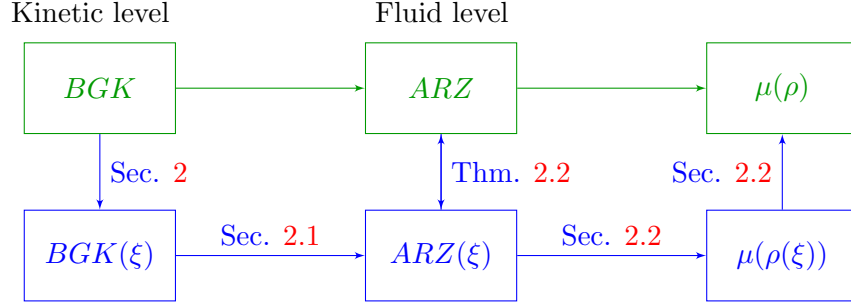 Kinetic level Fluid level
BGK ARZ μ(ρ)
Sec. 2 Thm. 2.2 Sec. 2.2
Sec. 2.1 Sec. 2.2
BGK(ξ) ARZ(ξ) μ(ρ(ξ))